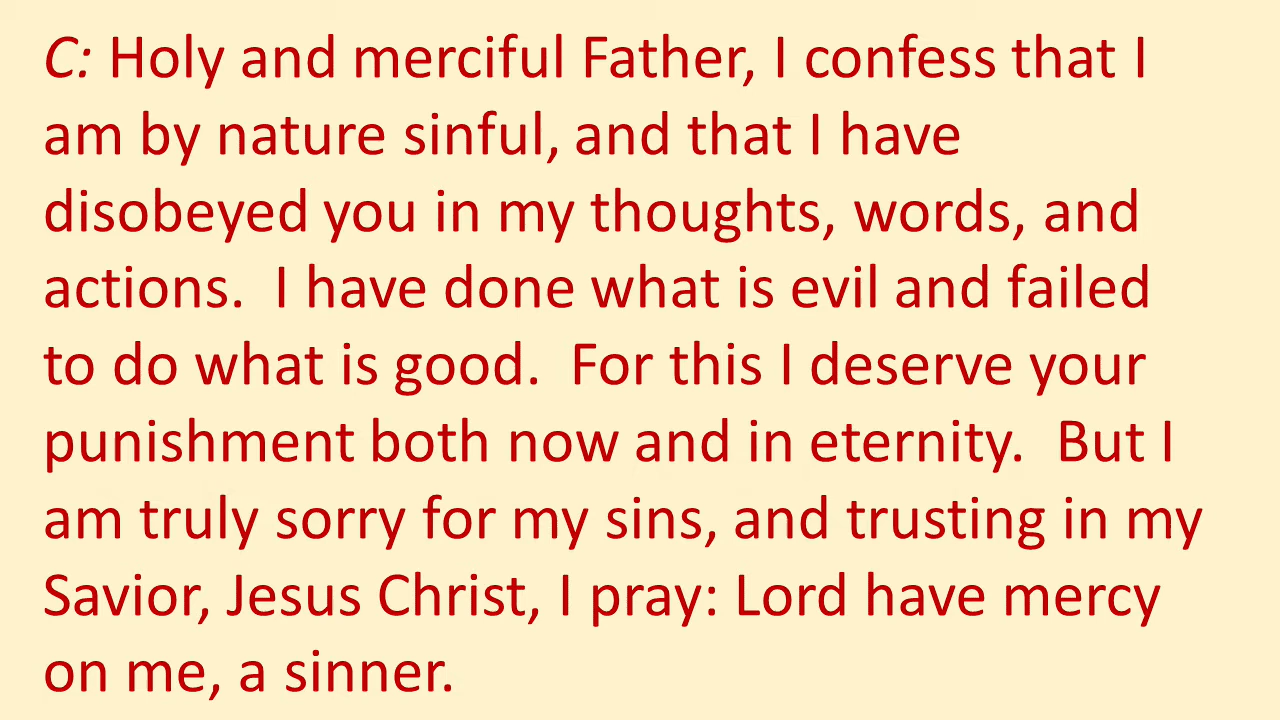 C: Holy and merciful Father, I confess that I
am by nature sinful, and that I have
disobeyed you in my thoughts, words, and
actions.  I have done what is evil and failed
to do what is good.  For this I deserve your
punishment both now and in eternity.  But I
am truly sorry for my sins, and trusting in my
Savior, Jesus Christ, I pray: Lord have mercy
on me, a sinner.